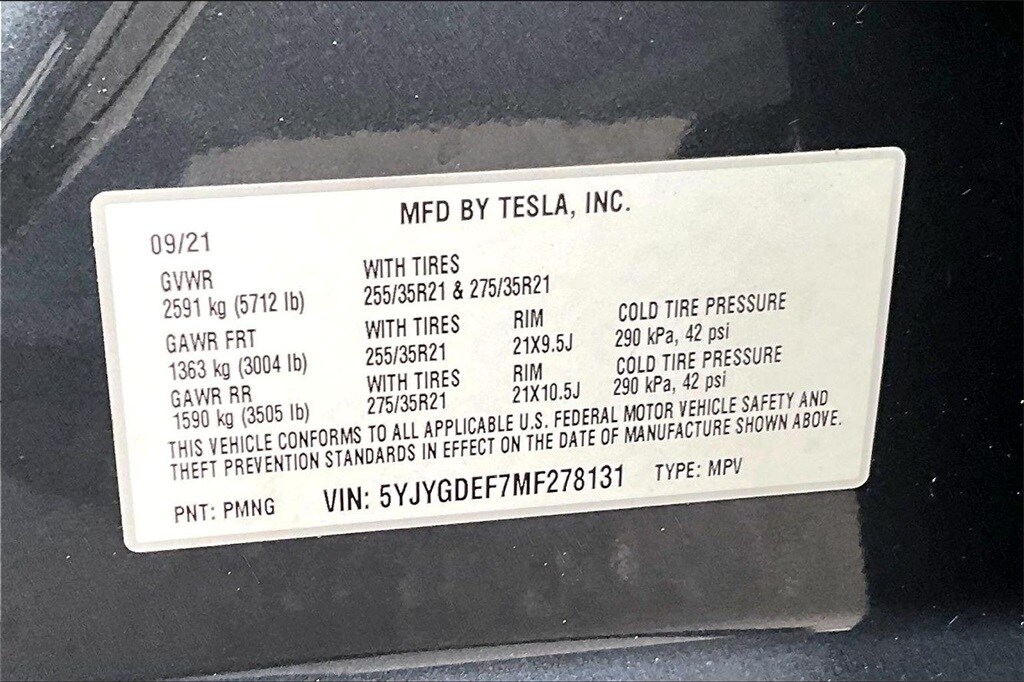 MFD BY TESLA, INC.
09/21
GVWR WITH TIRES
2591 kg (5712 lb) 255/35R21 & 275/35R21
GAWR FRT WITH TIRES RIM COLD TIRE PRESSURE
1363 kg (3004 lb) 255/35R21 21X9.5J 290 kPa, 42 psi
GAWR RR WITH TIRES RIM COLD TIRE PRESSURE
1590 kg (3505 lb) 275/35R21 21X10.5J 290 kPa, 42 psi
THIS VEHICLE CONFORMS TO ALL APPLICABLE U.S. FEDERAL MOTOR VEHICLE SAFETY AND
THEFT PREVENTION STANDARDS IN EFFECT ON THE DATE OF MANUFACTURE SHOWN ABOVE.
PNT: PMNG VIN: 5YJYGDEF7MF278131 TYPE: MPV